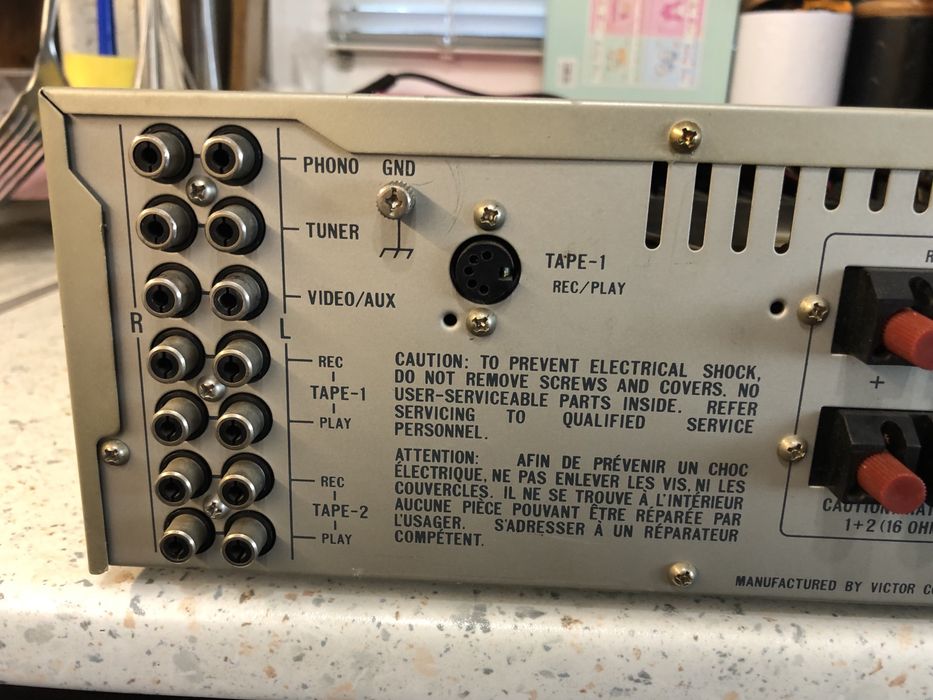 PHONO GND
TUNER
VIDEO/AUX
R L
REC
TAPE-1
PLAY
REC
TAPE-2
PLAY
TAPE-1
REC/PLAY
CAUTION: TO PREVENT ELECTRICAL SHOCK,
DO NOT REMOVE SCREWS AND COVERS. NO
USER-SERVICEABLE PARTS INSIDE. REFER
SERVICING TO QUALIFIED SERVICE
PERSONNEL.
ATTENTION: AFIN DE PRÉVENIR UN CHOC
ÉLECTRIQUE, NE PAS ENLEVER LES VIS, NI LES
COUVERCLES. IL NE SE TROUVE À L'INTÉRIEUR
AUCUNE PIÈCE POUVANT ÊTRE RÉPARÉE PAR
L'USAGER. S'ADRESSER À UN RÉPARATEUR
COMPÉTENT.
R
+
1+2 (16 OH
MANUFACTURED BY VICTOR C